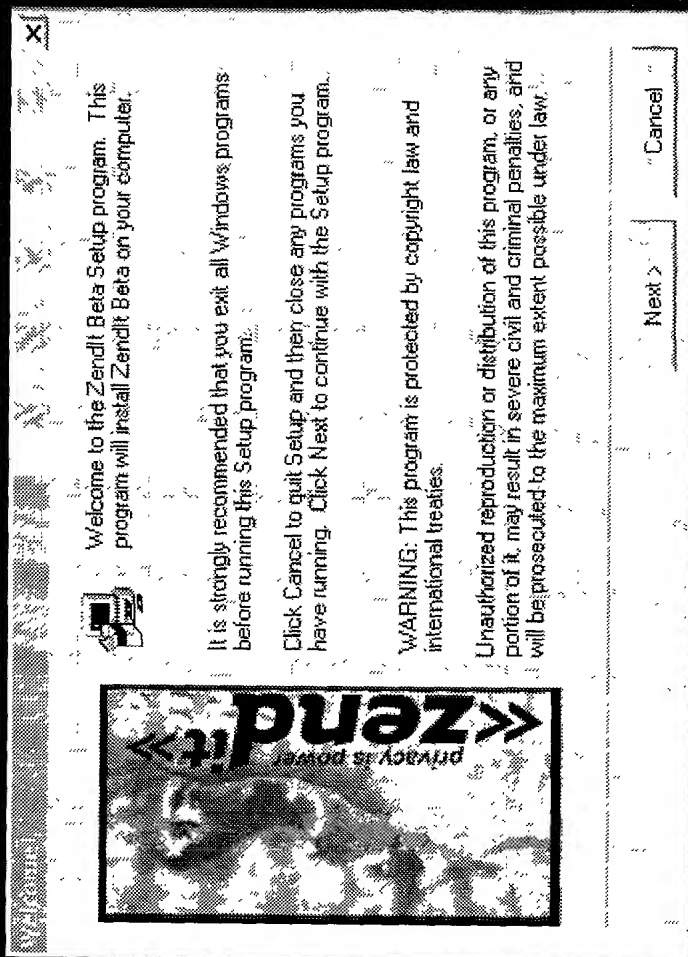 Welcome
Welcome to the ZendIt Beta Setup program. This
program will install ZendIt Beta on your computer.
It is strongly recommended that you exit all Windows programs
before running this Setup program.
Click Cancel to quit Setup and then close any programs you
have running. Click Next to continue with the Setup program.
WARNING: This program is protected by copyright law and
international treaties.
Unauthorized reproduction or distribution of this program, or any
portion of it, may result in severe civil and criminal penalties, and
will be prosecuted to the maximum extent possible under law.
«zend
it»
privacy is power
Next >
Cancel